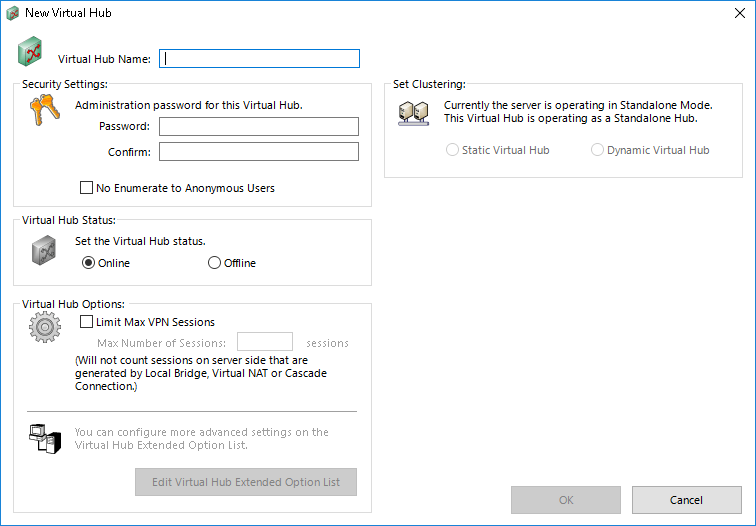 New Virtual Hub
Virtual Hub Name:
Security Settings:
Administration password for this Virtual Hub.
Password:
Confirm:
No Enumerate to Anonymous Users
Virtual Hub Status:
Set the Virtual Hub status.
Online
Offline
Virtual Hub Options:
Limit Max VPN Sessions
Max Number of Sessions:
sessions
(Will not count sessions on server side that are
generated by Local Bridge, Virtual NAT or Cascade
Connection.)
You can configure more advanced settings on the
Virtual Hub Extended Option List.
Edit Virtual Hub Extended Option List
Set Clustering:
Currently the server is operating in Standalone Mode.
This Virtual Hub is operating as a Standalone Hub.
Static Virtual Hub
Dynamic Virtual Hub
OK
Cancel